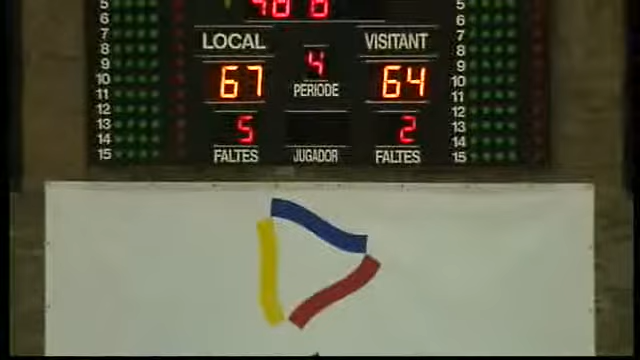 5 5
6 6
7 LOCAL VISITANT 7
8 4 8
9 67 64 9
10 PERIODE 10
11 11
12 12
13 5 2 13
14 14
15 FALTES JUGADOR FALTES 15